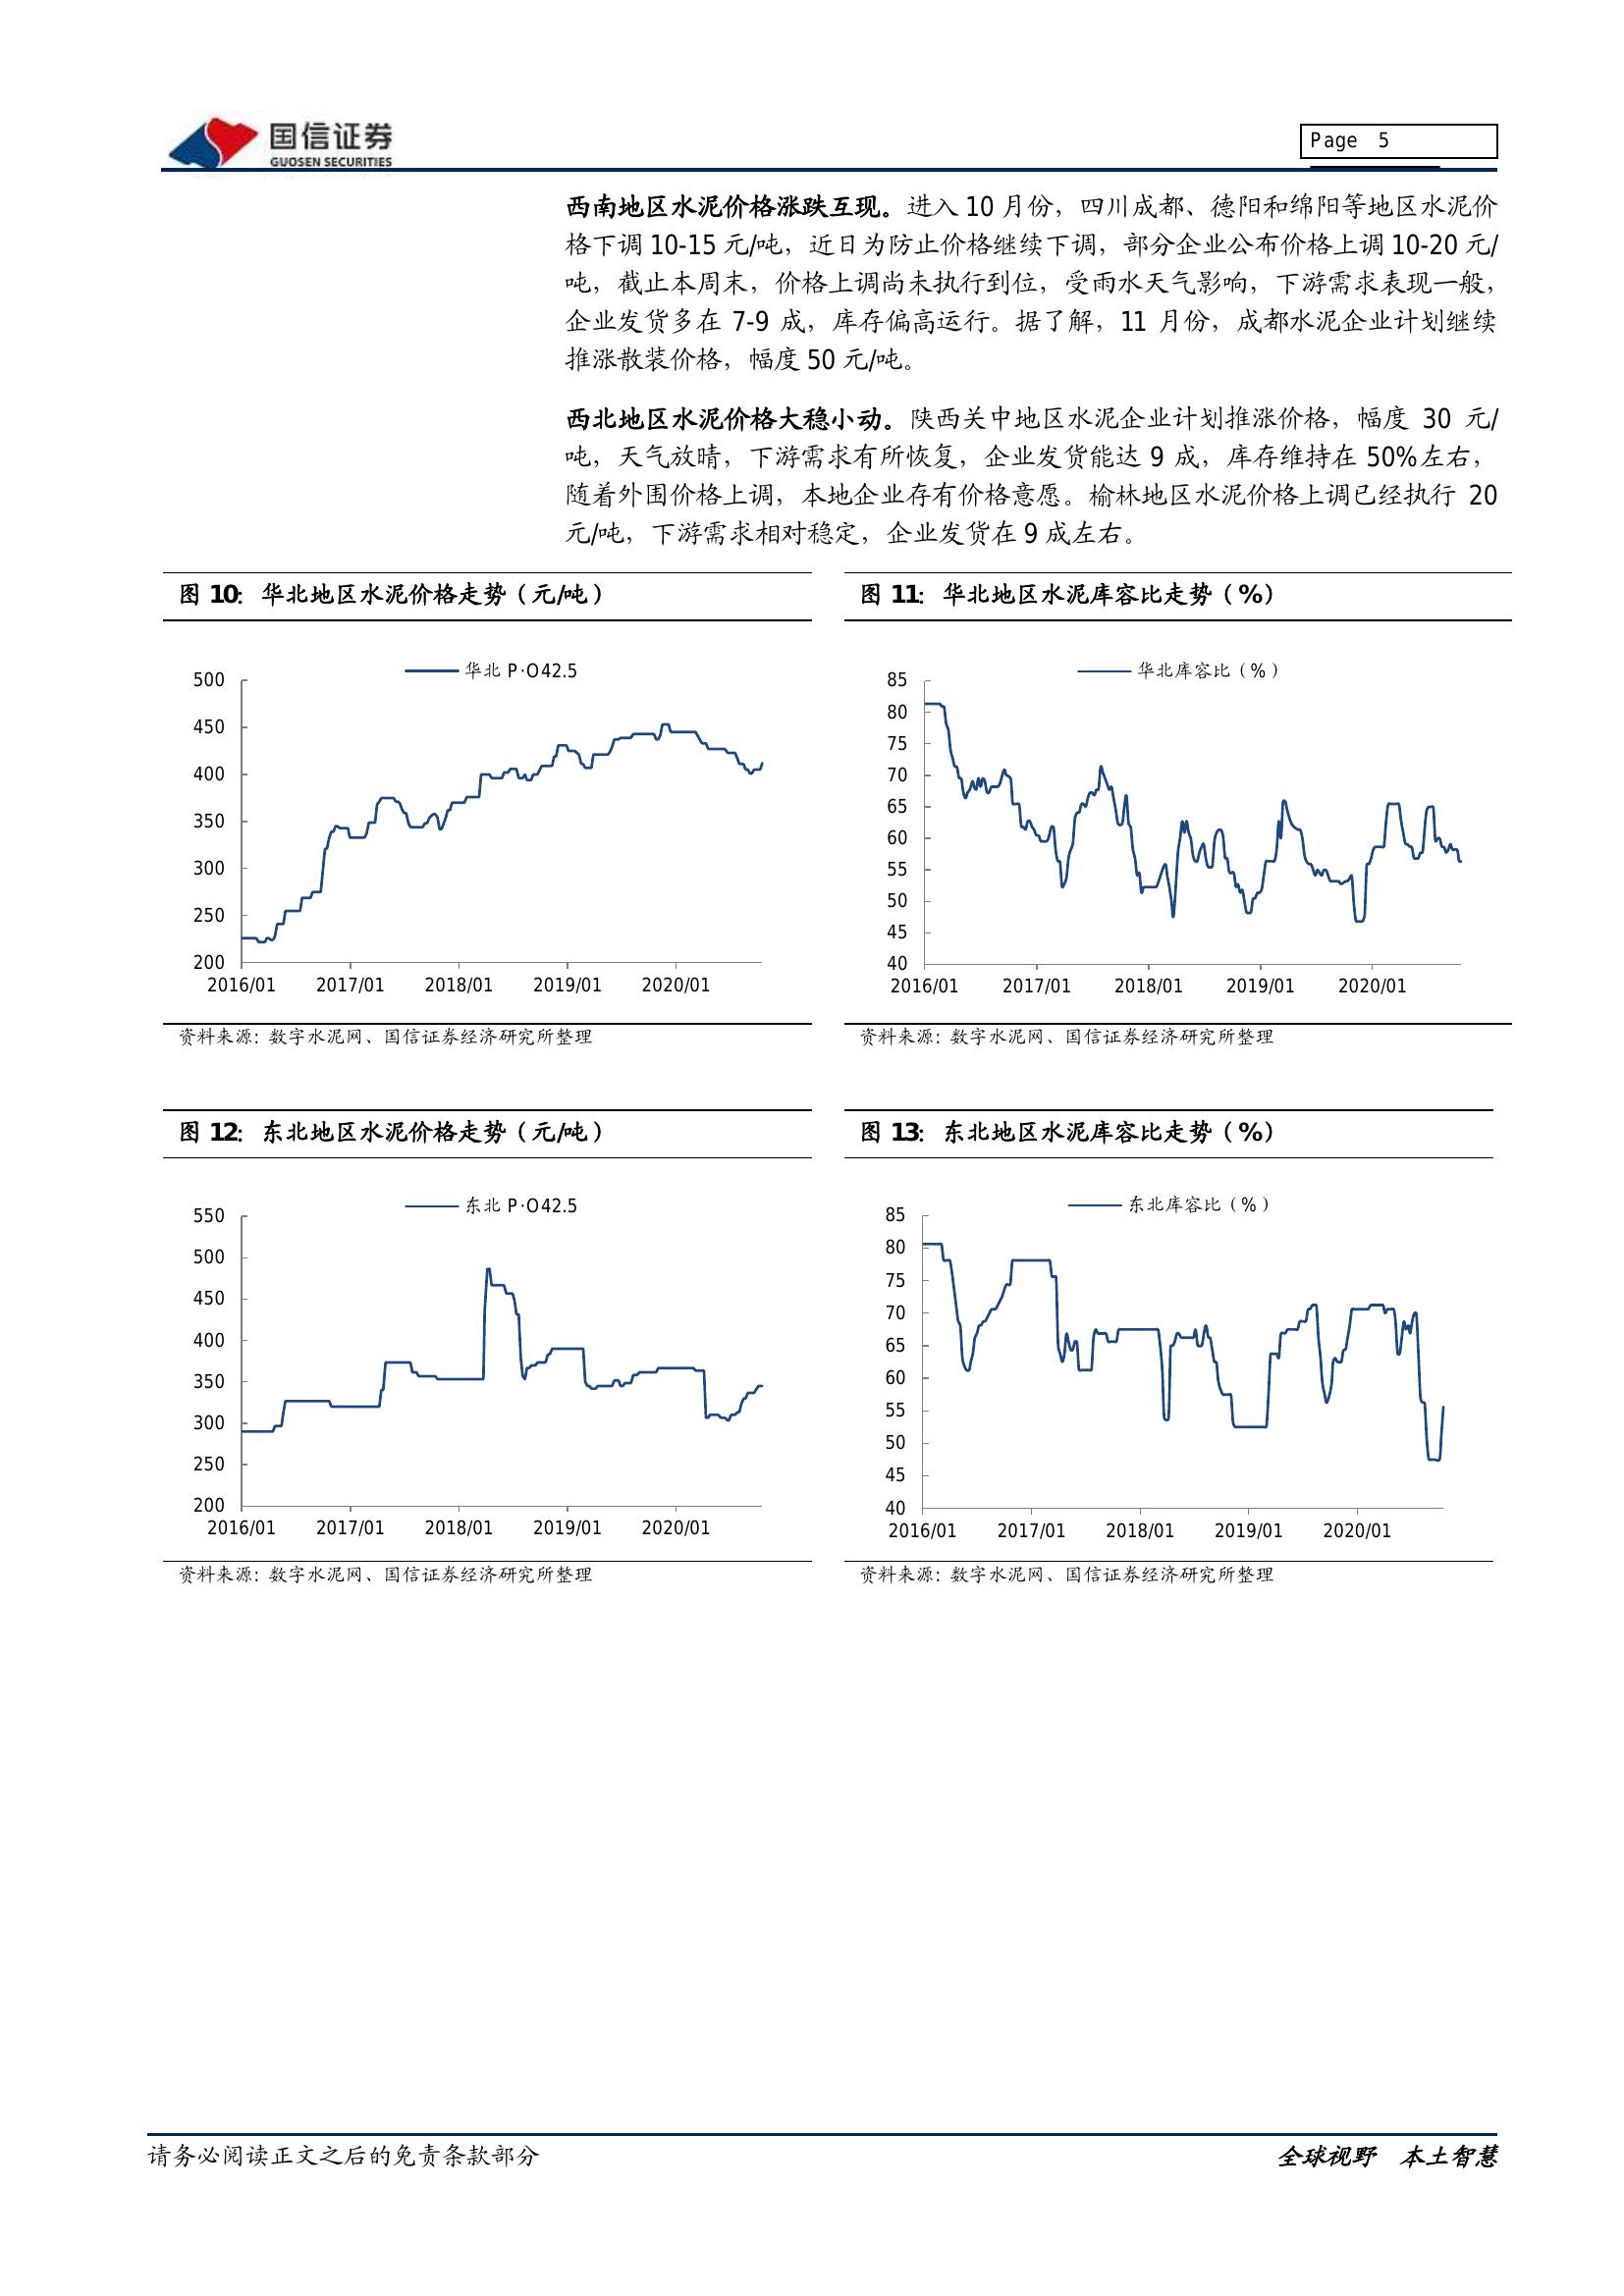 国信证券
GUOSEN SECURITIES
Page 5
西南地区水泥价格涨跌互现。进入 10 月份，四川成都、德阳和绵阳等地区水泥价
格下调 10-15 元/吨，近日为防止价格继续下调，部分企业公布价格上调 10-20 元/
吨，截止本周末，价格上调尚未执行到位，受雨水天气影响，下游需求表现一般，
企业发货多在 7-9 成，库存偏高运行。据了解，11 月份，成都水泥企业计划继续
推涨散装价格，幅度 50 元/吨。
西北地区水泥价格大稳小动。陕西关中地区水泥企业计划推涨价格，幅度 30 元/
吨，天气放晴，下游需求有所恢复，企业发货能达 9 成，库存维持在 50%左右，
随着外围价格上调，本地企业存有价格意愿。榆林地区水泥价格上调已经执行 20
元/吨，下游需求相对稳定，企业发货在 9 成左右。
图 10：华北地区水泥价格走势（元/吨）
华北 P·O42.5
500
450
400
350
300
250
200
2016/01 2017/01 2018/01 2019/01 2020/01
资料来源：数字水泥网、国信证券经济研究所整理
图 11：华北地区水泥库容比走势（%）
华北库容比（%）
85
80
75
70
65
60
55
50
45
40
2016/01 2017/01 2018/01 2019/01 2020/01
资料来源：数字水泥网、国信证券经济研究所整理
图 12：东北地区水泥价格走势（元/吨）
东北 P·O42.5
550
500
450
400
350
300
250
200
2016/01 2017/01 2018/01 2019/01 2020/01
资料来源：数字水泥网、国信证券经济研究所整理
图 13：东北地区水泥库容比走势（%）
东北库容比（%）
85
80
75
70
65
60
55
50
45
40
2016/01 2017/01 2018/01 2019/01 2020/01
资料来源：数字水泥网、国信证券经济研究所整理
请务必阅读正文之后的免责条款部分
全球视野 本土智慧